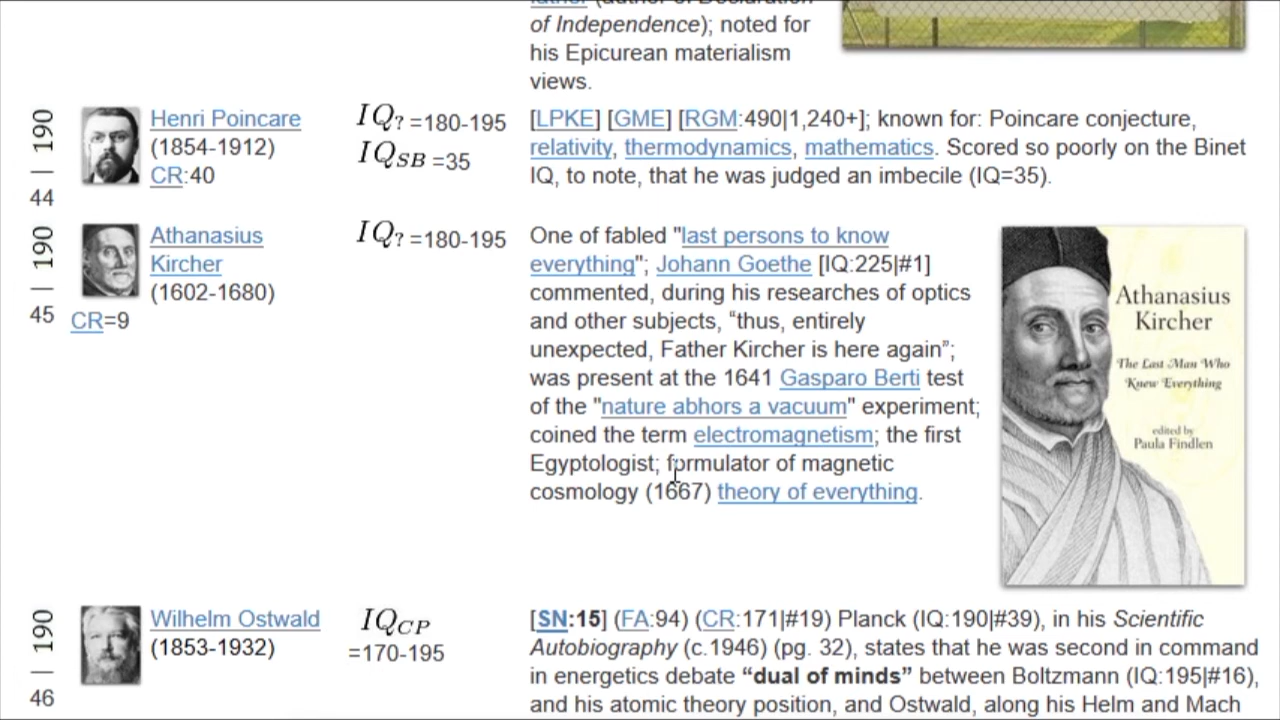 father (author of Declaration
of Independence); noted for
his Epicurean materialism
views.
190
—
44
Henri Poincare
(1854-1912)
CR:40
IQ? =180-195
IQSB =35
[LPKE] [GME] [RGM:490|1,240+]; known for: Poincare conjecture,
relativity, thermodynamics, mathematics. Scored so poorly on the Binet
IQ, to note, that he was judged an imbecile (IQ=35).
190
—
45
Athanasius
Kircher
(1602-1680)
CR=9
IQ? =180-195
One of fabled "last persons to know
everything"; Johann Goethe [IQ:225|#1]
commented, during his researches of optics
and other subjects, “thus, entirely
unexpected, Father Kircher is here again”;
was present at the 1641 Gasparo Berti test
of the "nature abhors a vacuum" experiment;
coined the term electromagnetism; the first
Egyptologist; formulator of magnetic
cosmology (1667) theory of everything.
Athanasius
Kircher
The Last Man Who
Knew Everything
edited by
Paula Findlen
190
—
46
Wilhelm Ostwald
(1853-1932)
IQCP
=170-195
[SN:15] (FA:94) (CR:171|#19) Planck (IQ:190|#39), in his Scientific
Autobiography (c.1946) (pg. 32), states that he was second in command
in energetics debate “dual of minds” between Boltzmann (IQ:195|#16),
and his atomic theory position, and Ostwald, along his Helm and Mach